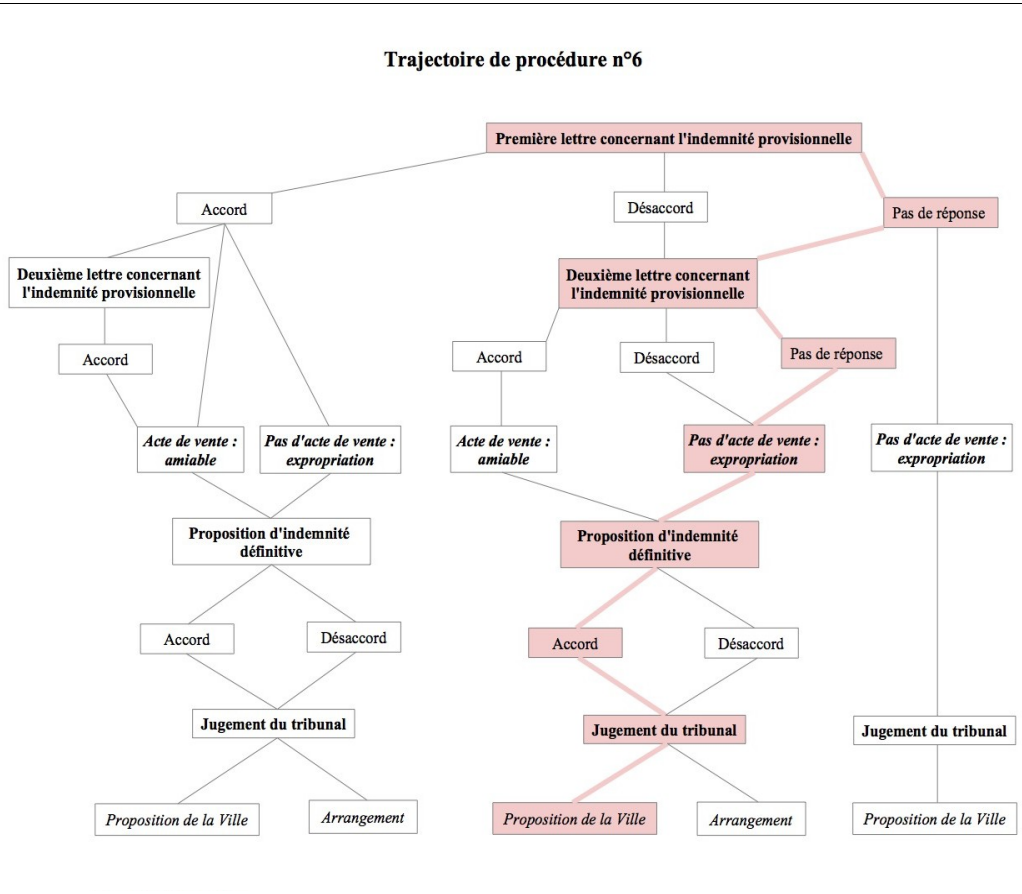 Trajectoire de procédure n°6
Première lettre concernant l'indemnité provisionnelle
Accord
Désaccord
Pas de réponse
Deuxième lettre concernant
l'indemnité provisionnelle
Deuxième lettre concernant
l'indemnité provisionnelle
Accord
Accord
Désaccord
Pas de réponse
Acte de vente :
amiable
Pas d'acte de vente :
expropriation
Acte de vente :
amiable
Pas d'acte de vente :
expropriation
Pas d'acte de vente :
expropriation
Proposition d'indemnité
définitive
Proposition d'indemnité
définitive
Accord
Désaccord
Accord
Désaccord
Jugement du tribunal
Jugement du tribunal
Jugement du tribunal
Proposition de la Ville
Arrangement
Proposition de la Ville
Arrangement
Proposition de la Ville